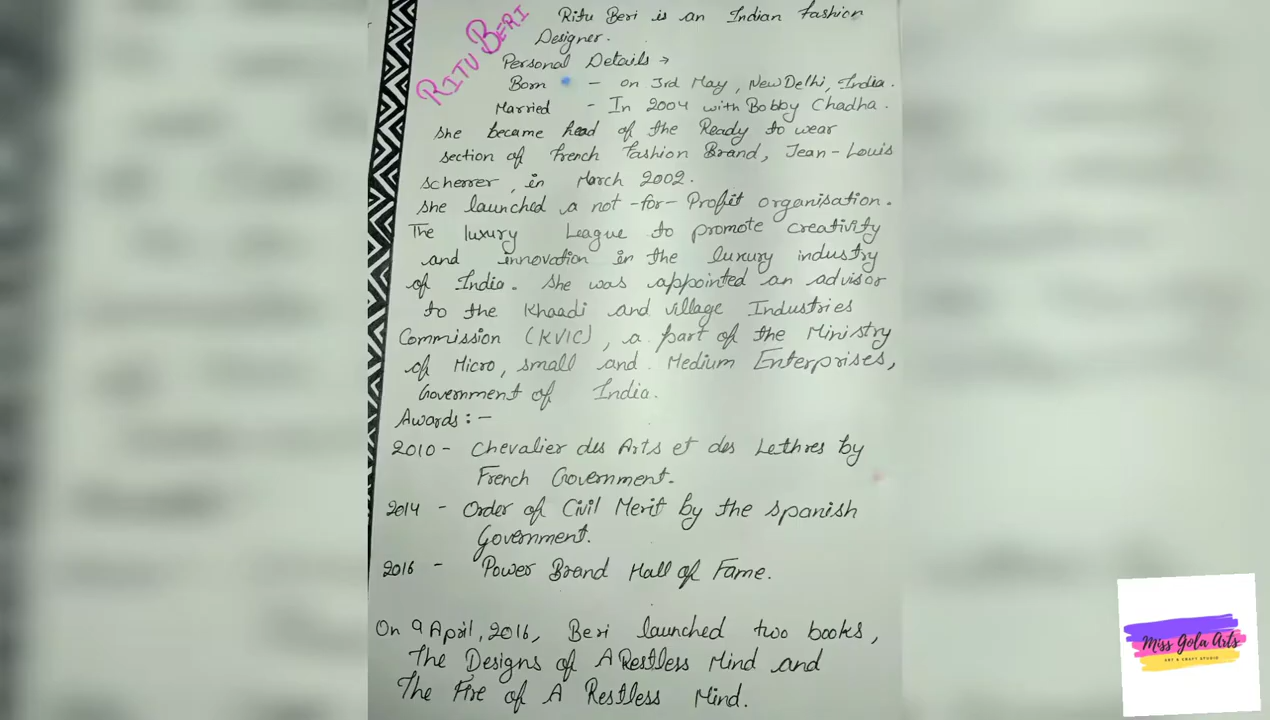 RITU BERI
Ritu Beri is an Indian fashion
Designer.
Personal Details →
Born - on 3rd May, New Delhi, India.
Married - In 2004 with Bobby Chadha.
she became head of the Ready to wear
section of french fashion Brand, Jean-Louis
scherrer, in March 2002.
she launched a not-for-Profit organisation.
The luxury League to promote creativity
and innovation in the luxury industry
of India. She was appointed an advisor
to the Khaadi and village Industries
Commission (KVIC), a part of the Ministry
of Micro, small and Medium Enterprises,
Government of India.
Awards:-
2010 - Chevalier des Arts et des Lethres by
French Government.
2014 - Order of Civil Merit by the spanish
Government.
2016 - Power Brand Hall of Fame.
On 9 April, 2016, Beri launched two books,
The Designs of A Restless Mind and
The Fire of A Restless Mind.
Miss Gola Arts
ART & CRAFT STUDIO